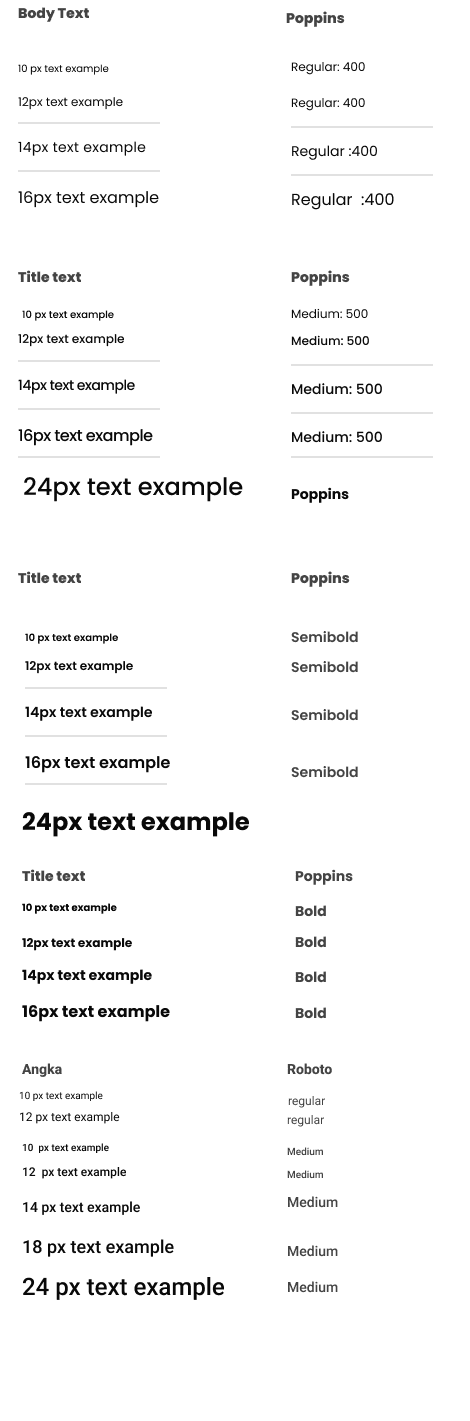 Body Text Poppins
10 px text example Regular: 400
12px text example Regular: 400
14px text example Regular :400
16px text example Regular :400
Title text Poppins
10 px text example Medium: 500
12px text example Medium: 500
14px text example Medium: 500
16px text example Medium: 500
24px text example Poppins
Title text Poppins
10 px text example Semibold
12px text example Semibold
14px text example Semibold
16px text example Semibold
24px text example
Title text Poppins
10 px text example Bold
12px text example Bold
14px text example Bold
16px text example Bold
Angka Roboto
10 px text example regular
12 px text example regular
10 px text example Medium
12 px text example Medium
14 px text example Medium
18 px text example Medium
24 px text example Medium